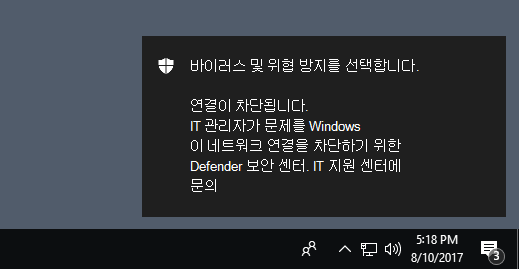 바이러스 및 위협 방지를 선택합니다.
연결이 차단됩니다.
IT 관리자가 문제를 Windows
이 네트워크 연결을 차단하기 위한
Defender 보안 센터. IT 지원 센터에
문의
5:18 PM
8/10/2017
3